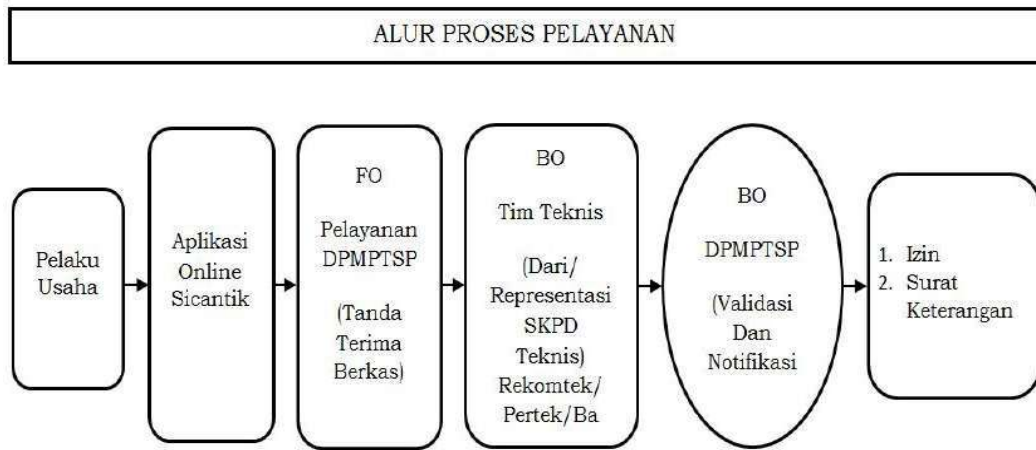 ALUR PROSES PELAYANAN
Pelaku
Usaha
Aplikasi
Online
Sicantik
FO
Pelayanan
DPMPTSP
(Tanda
Terima
Berkas)
BO
Tim Teknis
(Dari/
Representasi
SKPD
Teknis)
Rekomtek/
Pertek/Ba
BO
DPMPTSP
(Validasi
Dan
Notifikasi
1. Izin
2. Surat
Keterangan